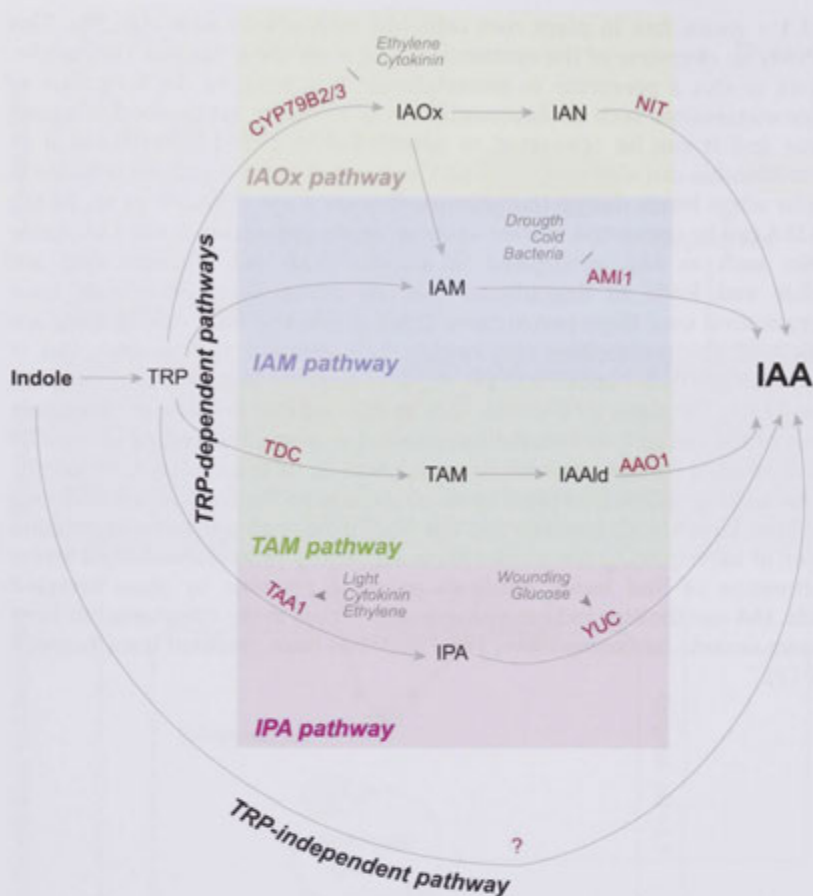 Ethylene
Cytokinin
CYP79B2/3
IAOx
IAN
NIT
IAOx pathway
TRP-dependent pathways
Drougth
Cold
Bacteria
IAM
AMI1
IAM pathway
Indole
TRP
IAA
TDC
TAM
IAAld
AAO1
TAM pathway
TAA1
Light
Cytokinin
Ethylene
Wounding
Glucose
YUC
IPA
IPA pathway
TRP-independent pathway
?